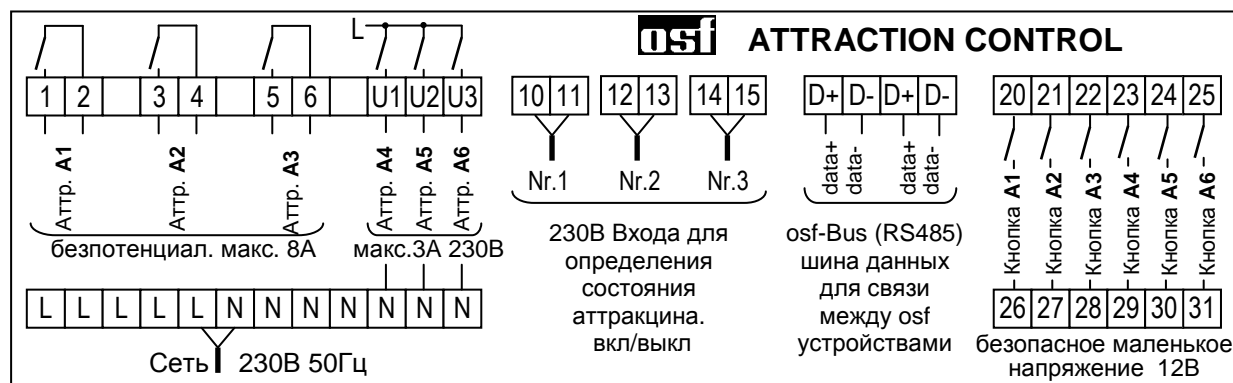 L
osf ATTRACTION CONTROL
1 2 3 4 5 6 U1 U2 U3
10 11 12 13 14 15
D+ D- D+ D-
20 21 22 23 24 25
Аттр. A1
Аттр. A2
Аттр. A3
Аттр. A4
Аттр. A5
Аттр. A6
безпотенциал. макс. 8А
макс.3А 230В
L L L L L N N N N N N N
Сеть 230В 50Гц
Nr.1 Nr.2 Nr.3
230В Входа для
определения
состояния
аттракцина.
вкл/выкл
data+
data-
data+
data-
osf-Bus (RS485)
шина данных
для связи
между osf
устройствами
Кнопка A1
Кнопка A2
Кнопка A3
Кнопка A4
Кнопка A5
Кнопка A6
26 27 28 29 30 31
безопасное маленькое
напряжение 12В